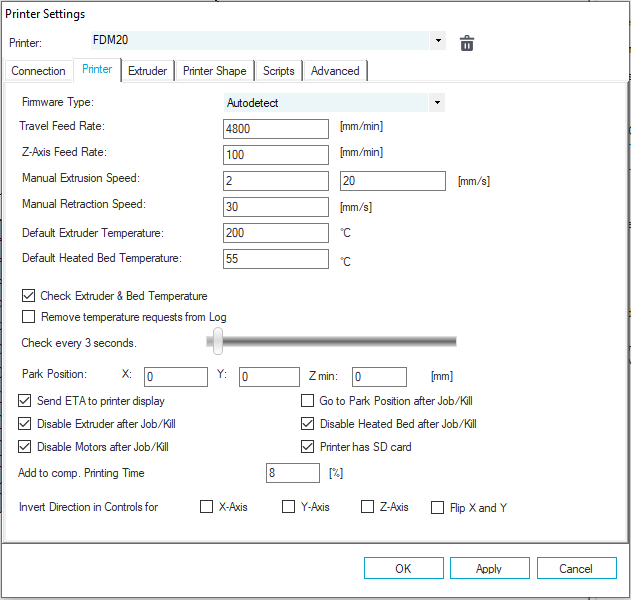 Printer Settings
Printer: FDM20
Connection Printer Extruder Printer Shape Scripts Advanced
Firmware Type: Autodetect
Travel Feed Rate: 4800 [mm/min]
Z-Axis Feed Rate: 100 [mm/min]
Manual Extrusion Speed: 2 20 [mm/s]
Manual Retraction Speed: 30 [mm/s]
Default Extruder Temperature: 200 °C
Default Heated Bed Temperature: 55 °C
Check Extruder & Bed Temperature
Remove temperature requests from Log
Check every 3 seconds.
Park Position: X: 0 Y: 0 Z min: 0 [mm]
Send ETA to printer display Go to Park Position after Job/Kill
Disable Extruder after Job/Kill Disable Heated Bed after Job/Kill
Disable Motors after Job/Kill Printer has SD card
Add to comp. Printing Time 8 [%]
Invert Direction in Controls for X-Axis Y-Axis Z-Axis Flip X and Y
OK Apply Cancel